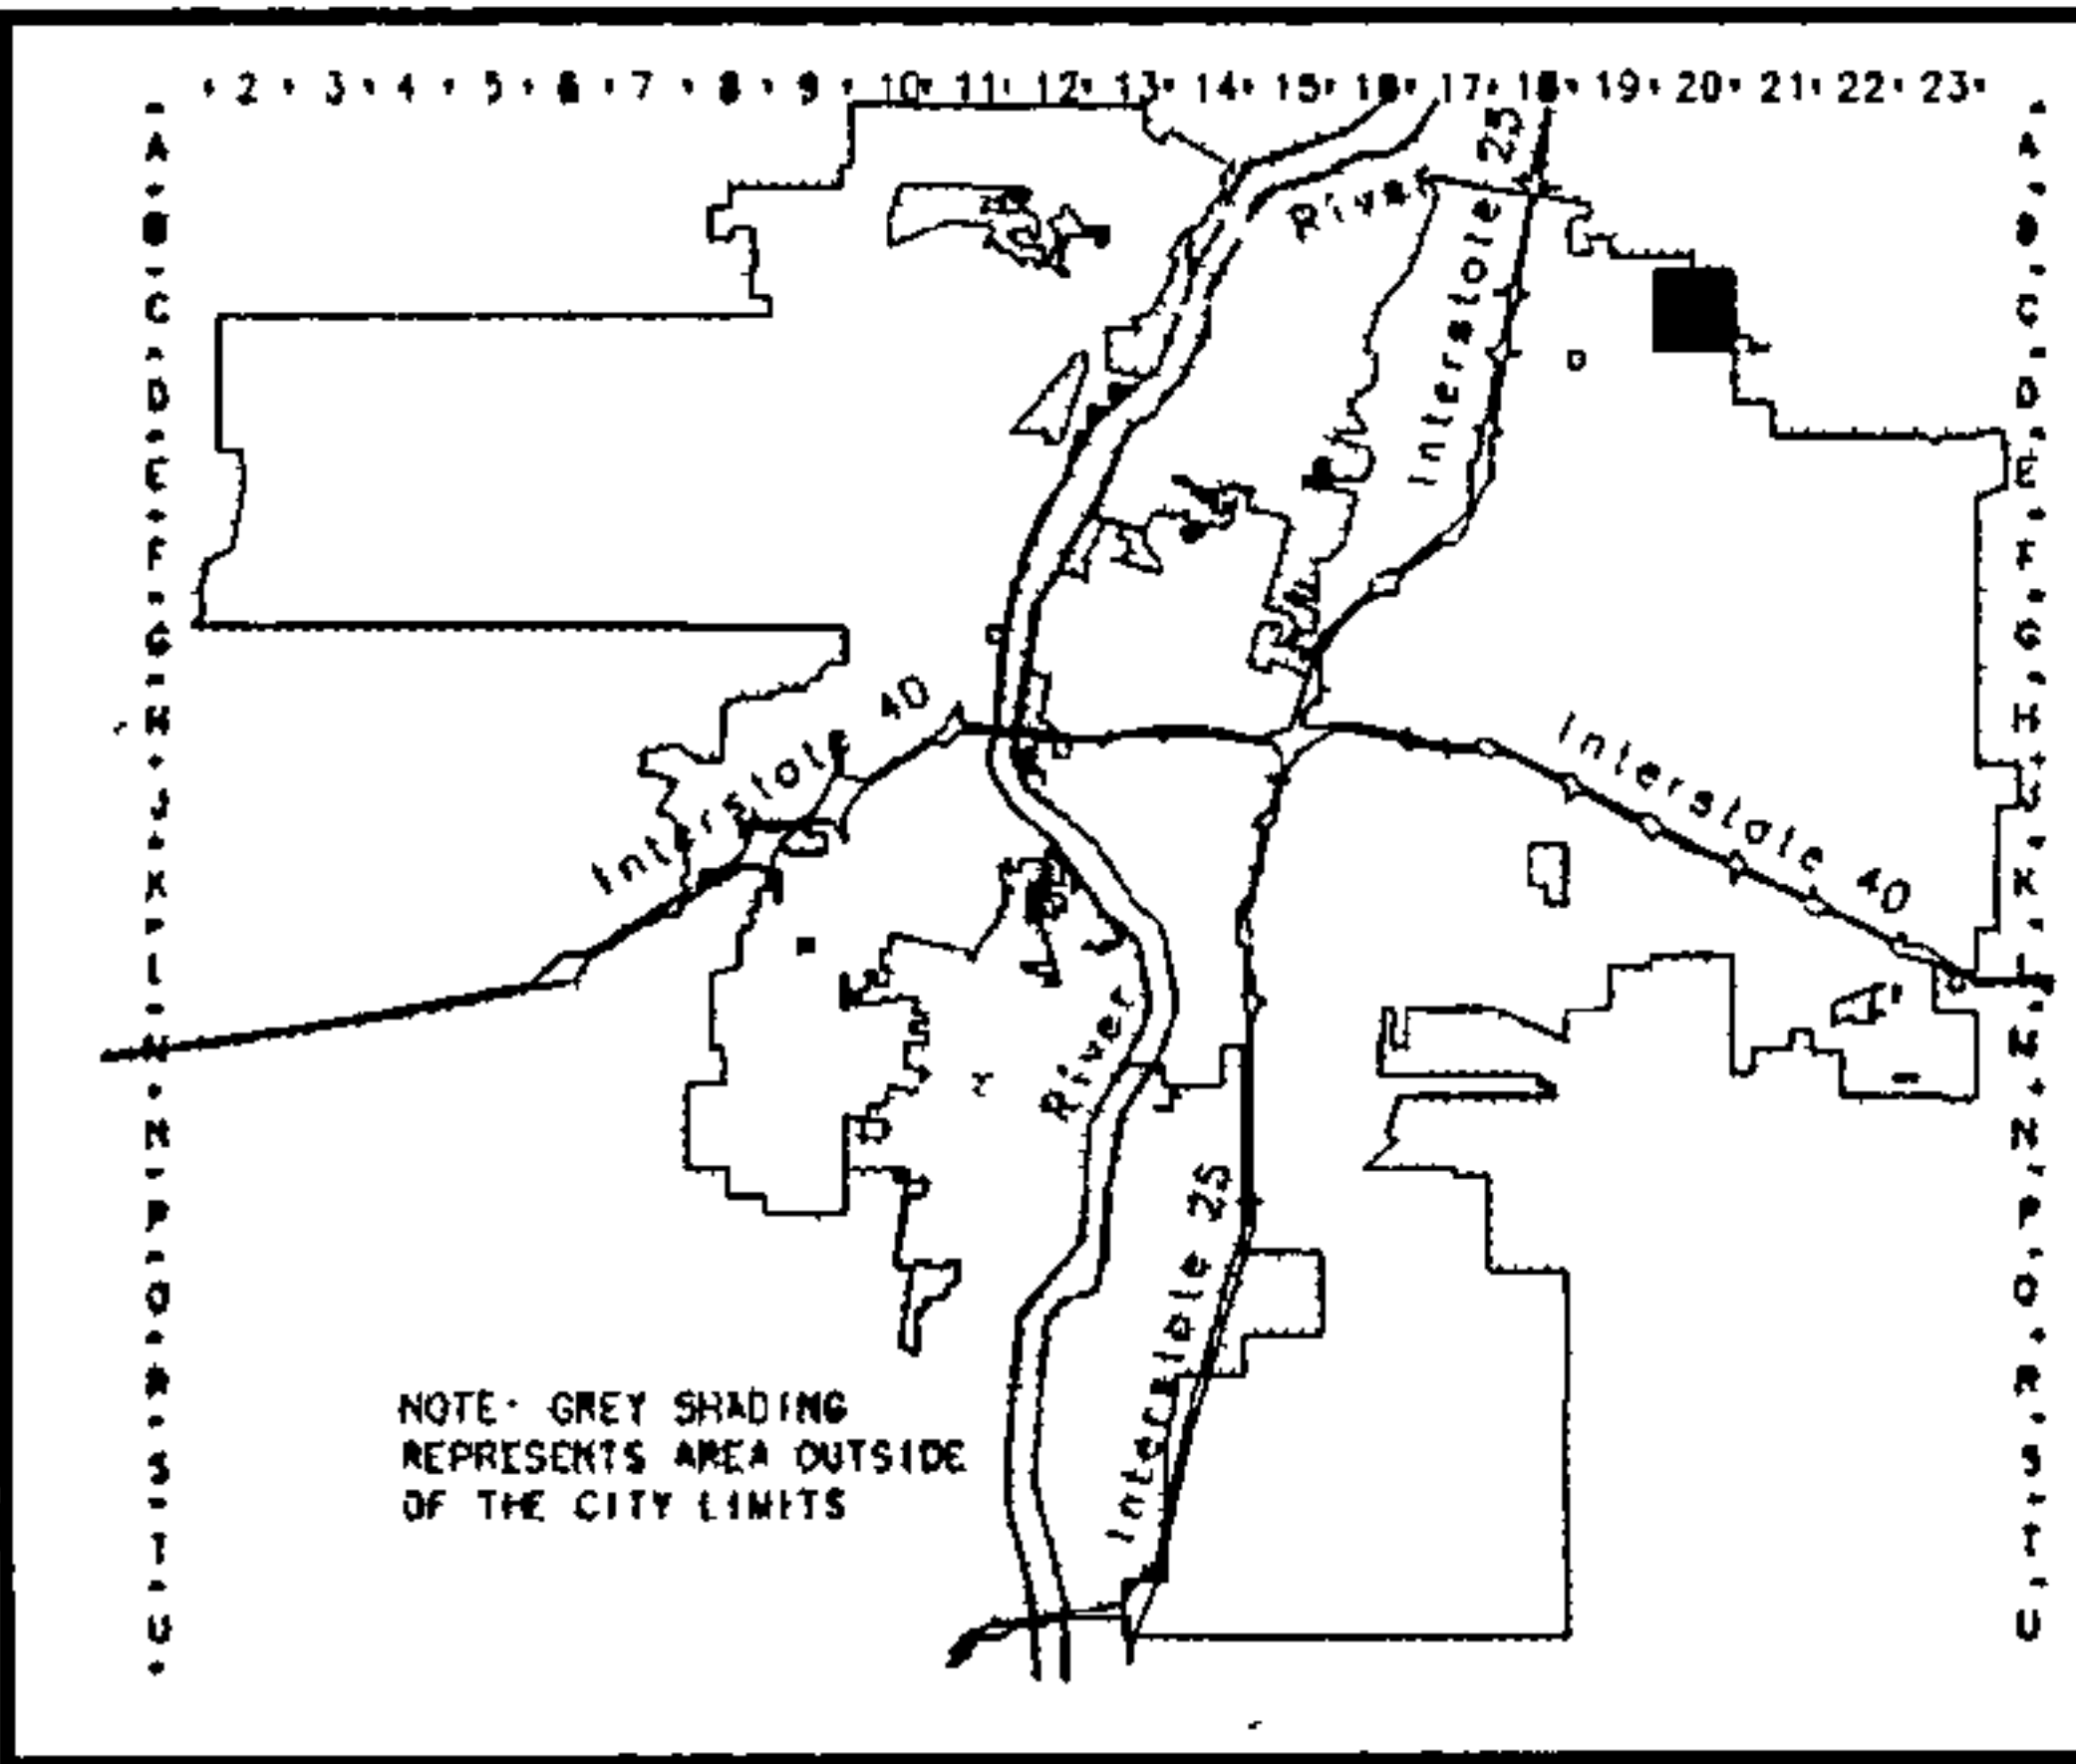 2 3 4 5 6 7 8 9 10 11 12 13 14 15 16 17 18 19 20 21 22 23
A A
B B
C C
D D
E E
F F
G G
H H
J J
K K
L L
M M
N N
P P
Q Q
R R
S S
T T
U U
River
Interstate 25
Interstate 40
Interstate 40
River
Interstate 25
NOTE: GREY SHADING
REPRESENTS AREA OUTSIDE
OF THE CITY LIMITS